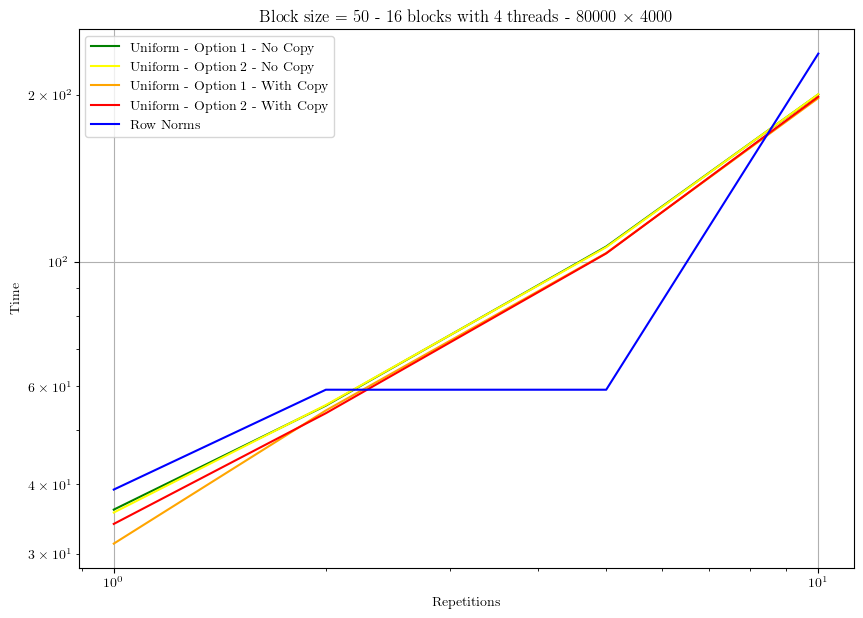 Block size = 50 - 16 blocks with 4 threads - 80000 × 4000
Uniform - Option 1 - No Copy
Uniform - Option 2 - No Copy
Uniform - Option 1 - With Copy
Uniform - Option 2 - With Copy
Row Norms
2 × 10²
10²
6 × 10¹
4 × 10¹
3 × 10¹
Time
10⁰
10¹
Repetitions